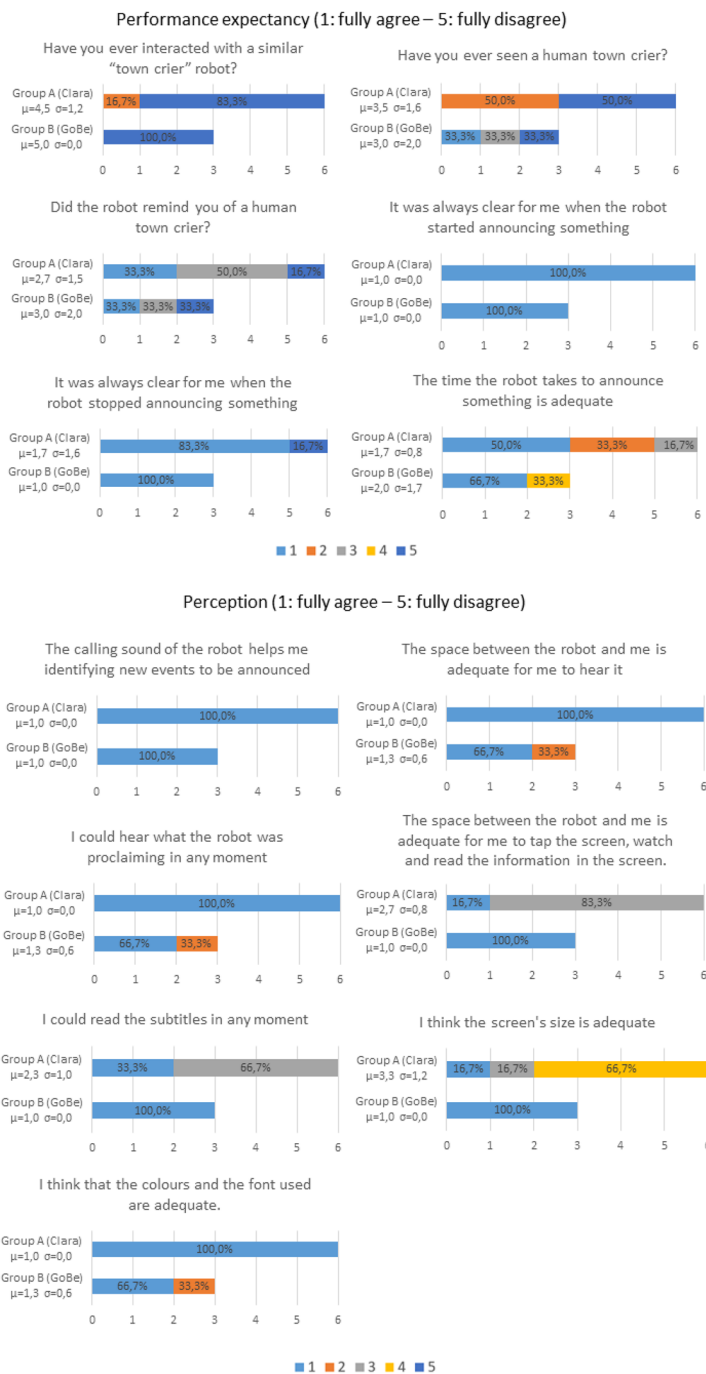 Performance expectancy (1: fully agree – 5: fully disagree)
Have you ever interacted with a similar
“town crier” robot?
Group A (Clara)
μ=4,5 σ=1,2
16,7%
83,3%
Group B (GoBe)
μ=5,0 σ=0,0
100,0%
0 1 2 3 4 5 6
Have you ever seen a human town crier?
Group A (Clara)
μ=3,5 σ=1,6
50,0%
50,0%
Group B (GoBe)
μ=3,0 σ=2,0
33,3% 33,3% 33,3%
0 1 2 3 4 5 6
Did the robot remind you of a human
town crier?
Group A (Clara)
μ=2,7 σ=1,5
33,3% 50,0% 16,7%
Group B (GoBe)
μ=3,0 σ=2,0
33,3% 33,3% 33,3%
0 1 2 3 4 5 6
It was always clear for me when the robot
started announcing something
Group A (Clara)
μ=1,0 σ=0,0
100,0%
Group B (GoBe)
μ=1,0 σ=0,0
100,0%
0 1 2 3 4 5 6
It was always clear for me when the
robot stopped announcing something
Group A (Clara)
μ=1,7 σ=1,6
83,3% 16,7%
Group B (GoBe)
μ=1,0 σ=0,0
100,0%
0 1 2 3 4 5 6
The time the robot takes to announce
something is adequate
Group A (Clara)
μ=1,7 σ=0,8
50,0% 33,3% 16,7%
Group B (GoBe)
μ=2,0 σ=1,7
66,7% 33,3%
0 1 2 3 4 5 6
1 2 3 4 5
Perception (1: fully agree – 5: fully disagree)
The calling sound of the robot helps me
identifying new events to be announced
Group A (Clara)
μ=1,0 σ=0,0
100,0%
Group B (GoBe)
μ=1,0 σ=0,0
100,0%
0 1 2 3 4 5 6
The space between the robot and me is
adequate for me to hear it
Group A (Clara)
μ=1,0 σ=0,0
100,0%
Group B (GoBe)
μ=1,3 σ=0,6
66,7% 33,3%
0 1 2 3 4 5 6
I could hear what the robot was
proclaiming in any moment
Group A (Clara)
μ=1,0 σ=0,0
100,0%
Group B (GoBe)
μ=1,3 σ=0,6
66,7% 33,3%
0 1 2 3 4 5 6
The space between the robot and me is
adequate for me to tap the screen, watch
and read the information in the screen.
Group A (Clara)
μ=2,7 σ=0,8
16,7% 83,3%
Group B (GoBe)
μ=1,0 σ=0,0
100,0%
0 1 2 3 4 5 6
I could read the subtitles in any moment
Group A (Clara)
μ=2,3 σ=1,0
33,3% 66,7%
Group B (GoBe)
μ=1,0 σ=0,0
100,0%
0 1 2 3 4 5 6
I think the screen's size is adequate
Group A (Clara)
μ=3,3 σ=1,2
16,7% 16,7% 66,7%
Group B (GoBe)
μ=1,0 σ=0,0
100,0%
0 1 2 3 4 5 6
I think that the colours and the font used
are adequate.
Group A (Clara)
μ=1,0 σ=0,0
100,0%
Group B (GoBe)
μ=1,3 σ=0,6
66,7% 33,3%
0 1 2 3 4 5 6
1 2 3 4 5